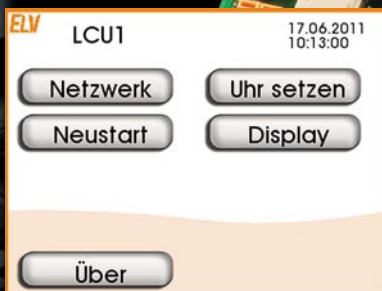 ELV LCU1 17.06.2011
10:13:00
Netzwerk Uhr setzen
Neustart Display
Über